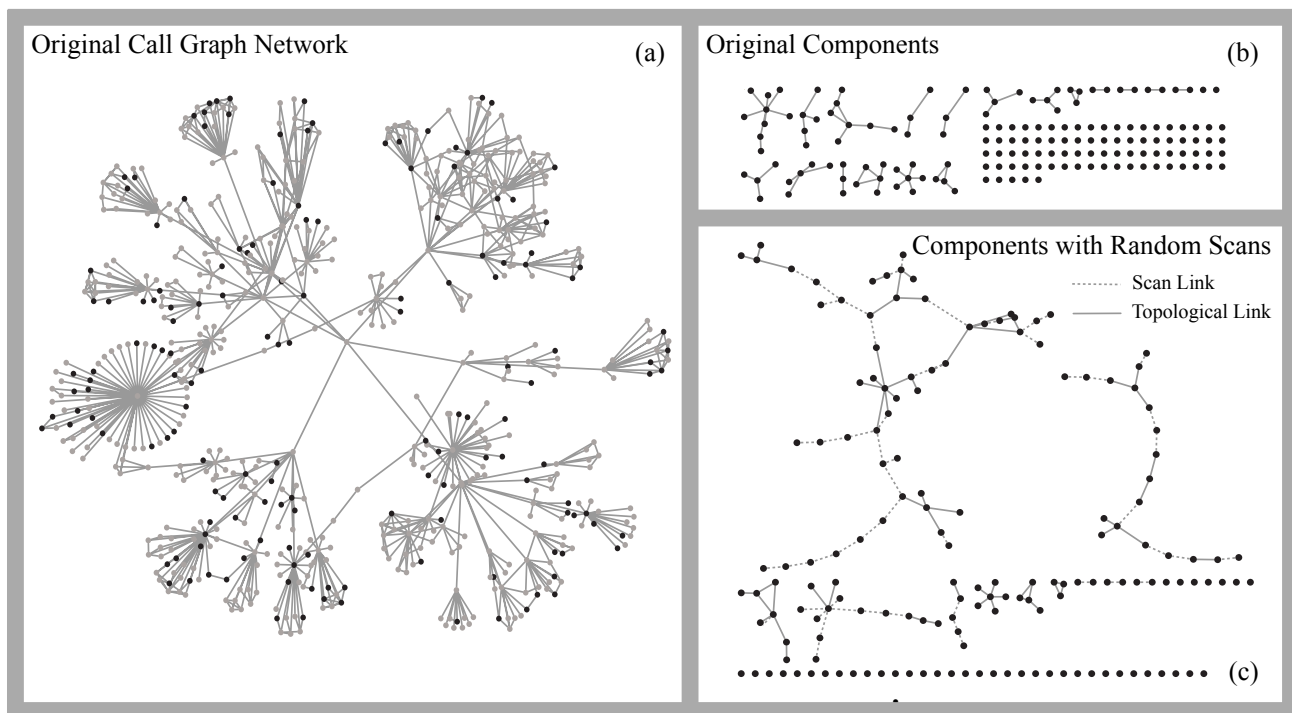 Original Call Graph Network
(a)
Original Components
(b)
Components with Random Scans
Scan Link
Topological Link
(c)